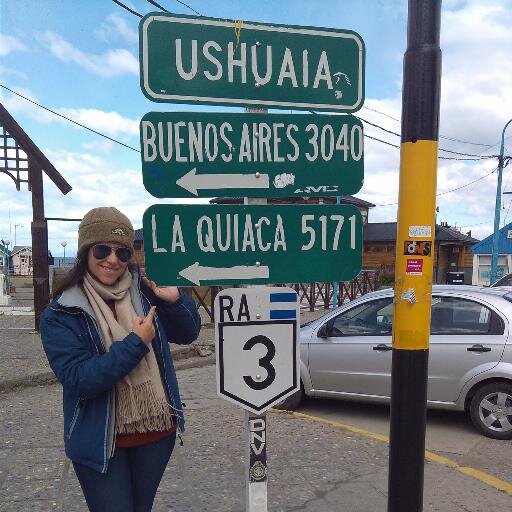 USHUAIA
BUENOS AIRES 3040
LA QUIACA 5171
RA
3
DNV